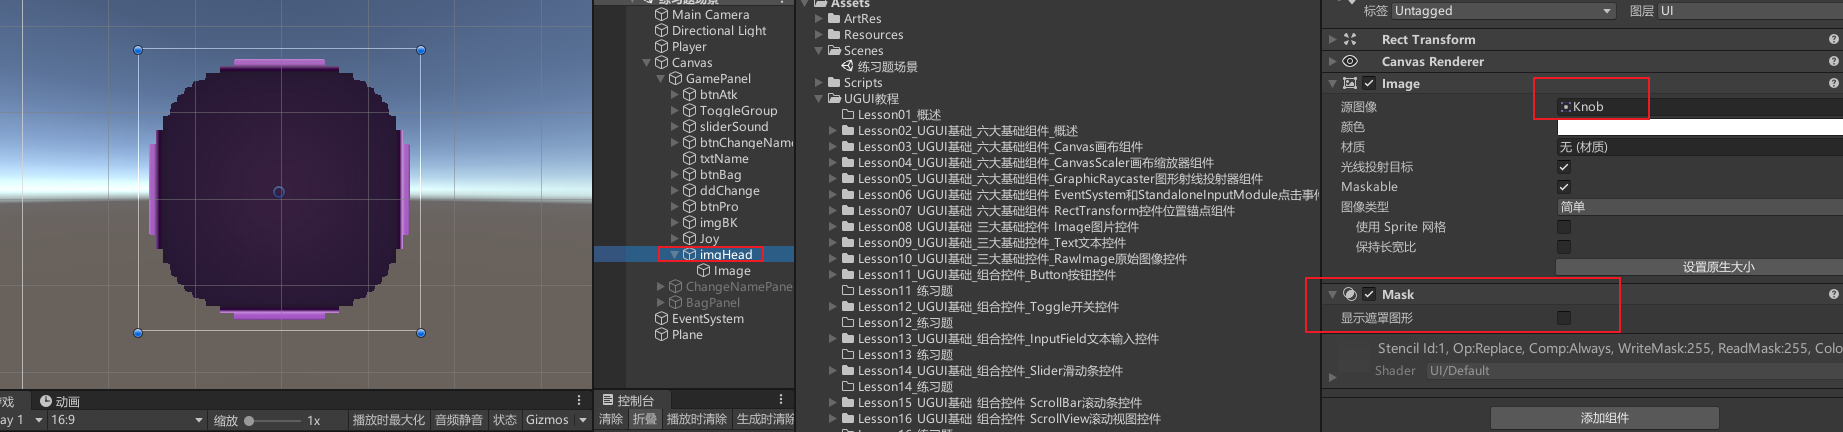 动画
ay 1
16:9
缩放
1x
播放时最大化
音频静音
状态
Gizmos
Main Camera
Directional Light
Player
Canvas
GamePanel
btnAtk
ToggleGroup
sliderSound
btnChangeName
txtName
btnBag
ddChange
btnPro
imgBK
Joy
imgHead
Image
ChangeNamePane
BagPanel
EventSystem
Plane
控制台
清除
折叠
播放时清除
生成时清除
Assets
ArtRes
Resources
Scenes
练习题场景
Scripts
UGUI教程
Lesson01_概述
Lesson02_UGUI基础_六大基础组件_概述
Lesson03_UGUI基础_六大基础组件_Canvas画布组件
Lesson04_UGUI基础_六大基础组件_CanvasScaler画布缩放器组件
Lesson05_UGUI基础_六大基础组件_GraphicRaycaster图形射线投射器组件
Lesson06_UGUI基础_六大基础组件_EventSystem和StandaloneInputModule点击事件
Lesson07_UGUI基础_六大基础组件_RectTransform控件位置锚点组件
Lesson08_UGUI基础_三大基础控件_Image图片控件
Lesson09_UGUI基础_三大基础控件_Text文本控件
Lesson10_UGUI基础_三大基础控件_RawImage原始图像控件
Lesson11_UGUI基础_组合控件_Button按钮控件
Lesson11_练习题
Lesson12_UGUI基础_组合控件_Toggle开关控件
Lesson12_练习题
Lesson13_UGUI基础_组合控件_InputField文本输入控件
Lesson13_练习题
Lesson14_UGUI基础_组合控件_Slider滑动条控件
Lesson14_练习题
Lesson15_UGUI基础_组合控件_ScrollBar滚动条控件
Lesson16_UGUI基础_组合控件_ScrollView滚动视图控件
标签 Untagged 图层 UI
Rect Transform
Canvas Renderer
Image
源图像 Knob
颜色
材质 无 (材质)
光线投射目标
Maskable
图像类型 简单
使用 Sprite 网格
保持长宽比
设置原生大小
Mask
显示遮罩图形
Stencil Id:1, Op:Replace, Comp:Always, WriteMask:255, ReadMask:255, Colo
Shader UI/Default
添加组件